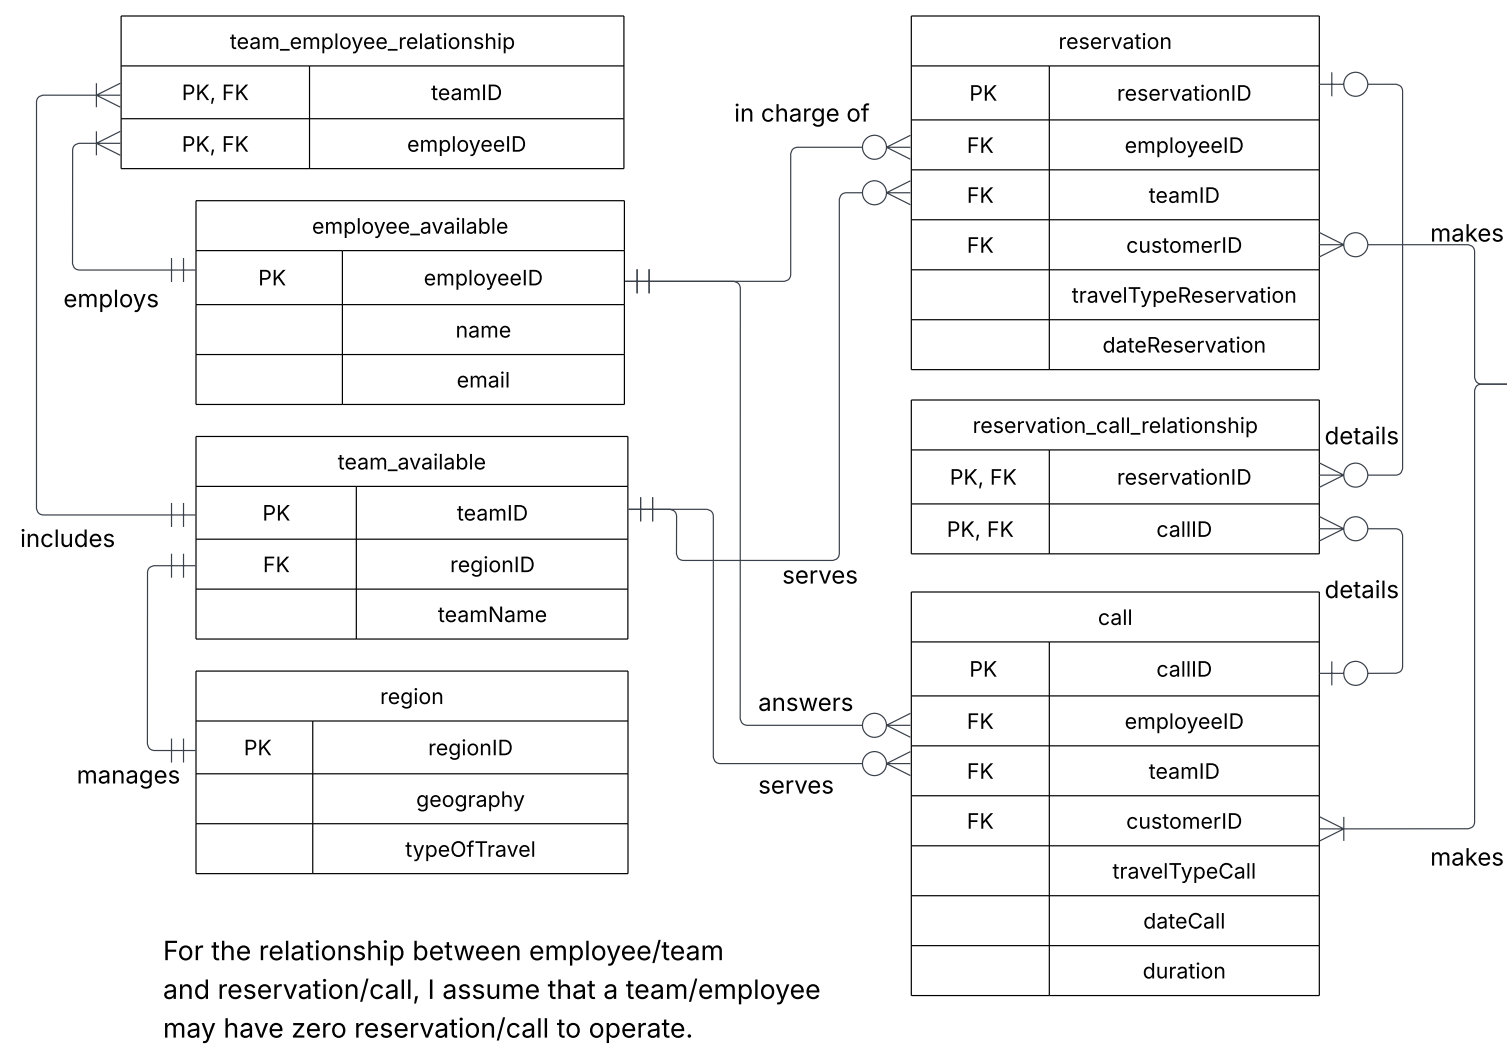 team_employee_relationship
PK, FK teamID
PK, FK employeeID
employs
employee_available
PK employeeID
name
email
includes
team_available
PK teamID
FK regionID
teamName
manages
region
PK regionID
geography
typeOfTravel
in charge of
serves
answers
serves
reservation
PK reservationID
FK employeeID
FK teamID
FK customerID
travelTypeReservation
dateReservation
makes
reservation_call_relationship
PK, FK reservationID
PK, FK callID
details
details
call
PK callID
FK employeeID
FK teamID
FK customerID
travelTypeCall
dateCall
duration
makes
For the relationship between employee/team
and reservation/call, I assume that a team/employee
may have zero reservation/call to operate.